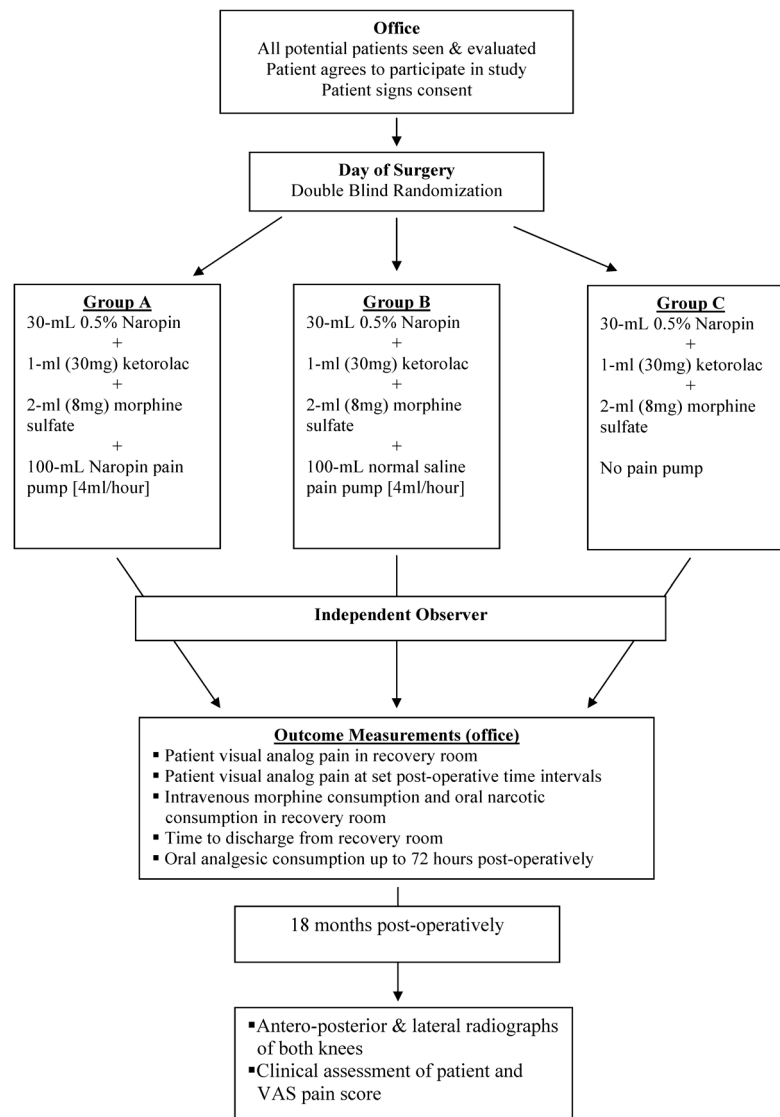 Office
All potential patients seen & evaluated
Patient agrees to participate in study
Patient signs consent
Day of Surgery
Double Blind Randomization
Group A
30-mL 0.5% Naropin
+
1-ml (30mg) ketorolac
+
2-ml (8mg) morphine
sulfate
+
100-mL Naropin pain
pump [4ml/hour]
Group B
30-mL 0.5% Naropin
+
1-ml (30mg) ketorolac
+
2-ml (8mg) morphine
sulfate
+
100-mL normal saline
pain pump [4ml/hour]
Group C
30-mL 0.5% Naropin
+
1-ml (30mg) ketorolac
+
2-ml (8mg) morphine
sulfate
No pain pump
Independent Observer
Outcome Measurements (office)
▪ Patient visual analog pain in recovery room
▪ Patient visual analog pain at set post-operative time intervals
▪ Intravenous morphine consumption and oral narcotic
consumption in recovery room
▪ Time to discharge from recovery room
▪ Oral analgesic consumption up to 72 hours post-operatively
18 months post-operatively
▪Antero-posterior & lateral radiographs
of both knees
▪Clinical assessment of patient and
VAS pain score